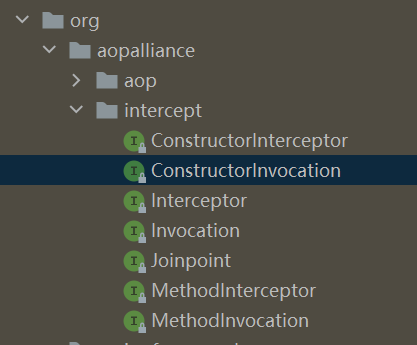 org
aopalliance
aop
intercept
ConstructorInterceptor
ConstructorInvocation
Interceptor
Invocation
Joinpoint
MethodInterceptor
MethodInvocation